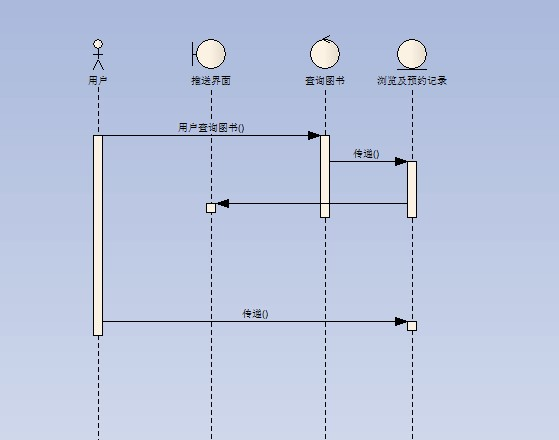 用户
推送界面
查询图书
浏览及预约记录
用户查询图书()
传递()
传递()